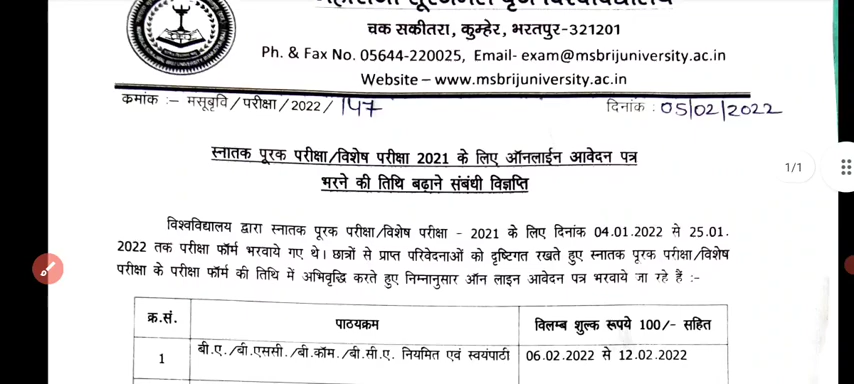 चक सकीतरा, कुम्हेर, भरतपुर-321201
Ph. & Fax No. 05644-220025, Email- exam@msbrijuniversity.ac.in
Website – www.msbrijuniversity.ac.in
क्रमांक :- मसूबृवि/परीक्षा/2022/147 दिनांक : 05/02/2022
स्नातक पूरक परीक्षा/विशेष परीक्षा 2021 के लिए ऑनलाईन आवेदन पत्र
भरने की तिथि बढ़ाने संबंधी विज्ञप्ति
1/1
विश्वविद्यालय द्वारा स्नातक पूरक परीक्षा/विशेष परीक्षा - 2021 के लिए दिनांक 04.01.2022 से 25.01.
2022 तक परीक्षा फॉर्म भरवाये गए थे। छात्रों से प्राप्त परिवेदनाओं को दृष्टिगत रखते हुए स्नातक पूरक परीक्षा/विशेष
परीक्षा के परीक्षा फॉर्म की तिथि में अभिवृद्धि करते हुए निम्नानुसार ऑन लाइन आवेदन पत्र भरवाये जा रहे हैं :-
क्र.सं. पाठयक्रम विलम्ब शुल्क रूपये 100/- सहित
1 बी.ए./बी.एससी./बी.कॉम./बी.सी.ए. नियमित एवं स्वयंपाठी 06.02.2022 से 12.02.2022